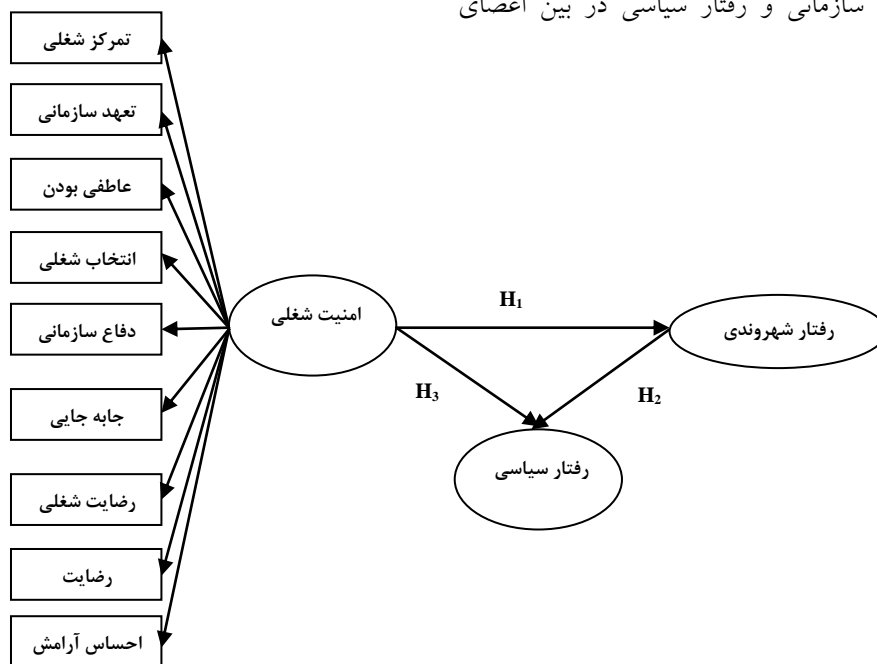 سازمانی و رفتار سیاسی در بین اعضای
تمرکز شغلی
تعهد سازمانی
عاطفی بودن
انتخاب شغلی
دفاع سازمانی
جابه جایی
رضایت شغلی
رضایت
احساس آرامش
امنیت شغلی
H₁
رفتار شهروندی
H₃
H₂
رفتار سیاسی